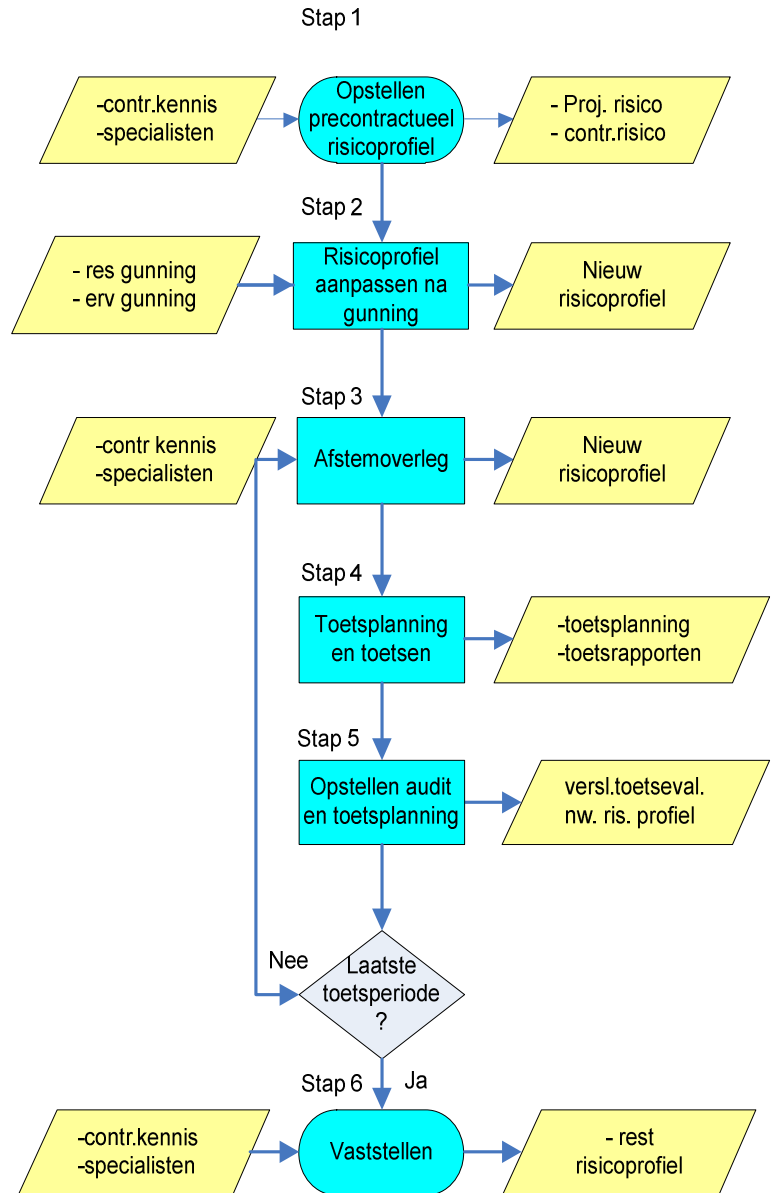 Stap 1
-contr.kennis
-specialisten
Opstellen
precontractueel
risicoprofiel
- Proj. risico
- contr.risico
Stap 2
- res gunning
- erv gunning
Risicoprofiel
aanpassen na
gunning
Nieuw
risicoprofiel
Stap 3
-contr kennis
-specialisten
Afstemoverleg
Nieuw
risicoprofiel
Stap 4
Toetsplanning
en toetsen
-toetsplanning
-toetsrapporten
Stap 5
Opstellen audit
en toetsplanning
versl.toetseval.
nw. ris. profiel
Nee
Laatste
toetsperiode
?
Stap 6
Ja
-contr.kennis
-specialisten
Vaststellen
- rest
risicoprofiel